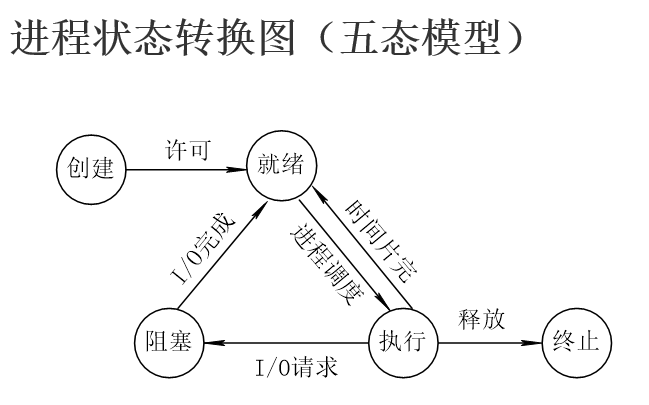 进程状态转换图（五态模型）
创建
许可
就绪
I/O完成
进程调度
时间片完
阻塞
I/O请求
执行
释放
终止